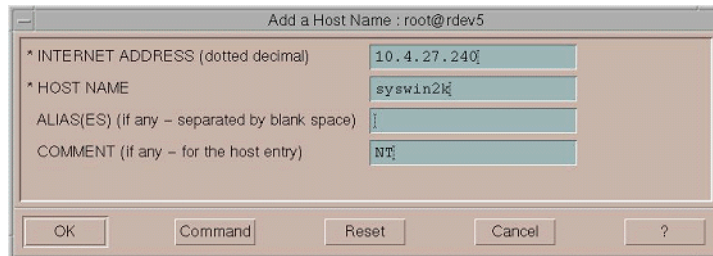 Add a Host Name : root@rdev5
* INTERNET ADDRESS (dotted decimal) 10.4.27.240
* HOST NAME syswin2k
ALIAS(ES) (if any – separated by blank space)
COMMENT (if any – for the host entry) NT
OK Command Reset Cancel ?